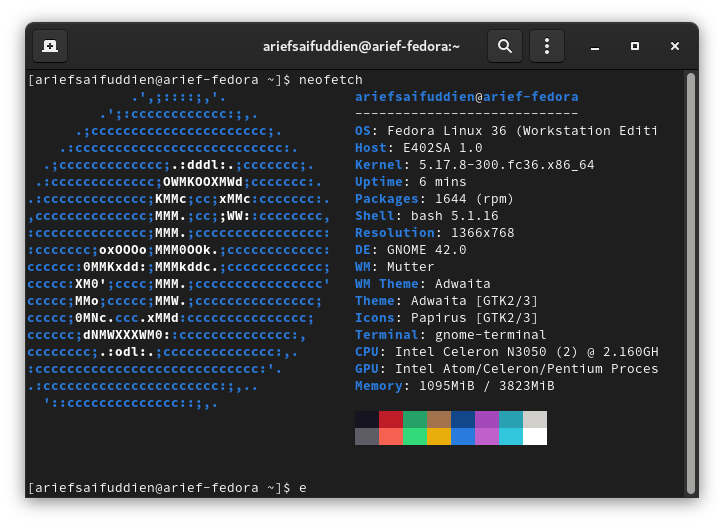 ariefsaifuddien@arief-fedora:~
[ariefsaifuddien@arief-fedora ~]$ neofetch
             .',;::::;,'.                ariefsaifuddien@arief-fedora
         .';:cccccccccccc:;,.            ----------------------------
      .;cccccccccccccccccccccc;.         OS: Fedora Linux 36 (Workstation Editi
    .:cccccccccccccccccccccccccc:.       Host: E402SA 1.0
  .;ccccccccccccc;.:dddl:.;ccccccc;.     Kernel: 5.17.8-300.fc36.x86_64
 .:ccccccccccccc;OWMKOOXMWd;ccccccc:.    Uptime: 6 mins
.:ccccccccccccc;KMMc;cc;xMMc:ccccccc:.   Packages: 1644 (rpm)
,cccccccccccccc;MMM.;cc;;WW::cccccccc,   Shell: bash 5.1.16
:cccccccccccccc;MMM.;cccccccccccccccc:   Resolution: 1366x768
:ccccccc;oxOOOo;MMM0OOk.;cccccccccccc:   DE: GNOME 42.0
cccccc:0MMKxdd:;MMMkddc.;cccccccccccc;   WM: Mutter
ccccc:XM0';cccc;MMM.;cccccccccccccccc'   WM Theme: Adwaita
ccccc;MMo;ccccc;MMW.;ccccccccccccccc;    Theme: Adwaita [GTK2/3]
ccccc;0MNc.ccc.xMMd:ccccccccccccccc;     Icons: Papirus [GTK2/3]
cccccc;dNMWXXXWM0::cccccccccccccc:,      Terminal: gnome-terminal
cccccccc;.:odl:.;cccccccccccccc:,.       CPU: Intel Celeron N3050 (2) @ 2.160GH
:cccccccccccccccccccccccccccc:'.         GPU: Intel Atom/Celeron/Pentium Proces
.:cccccccccccccccccccccc:;,..            Memory: 1095MiB / 3823MiB
  '::cccccccccccccc::;,.
[ariefsaifuddien@arief-fedora ~]$ e